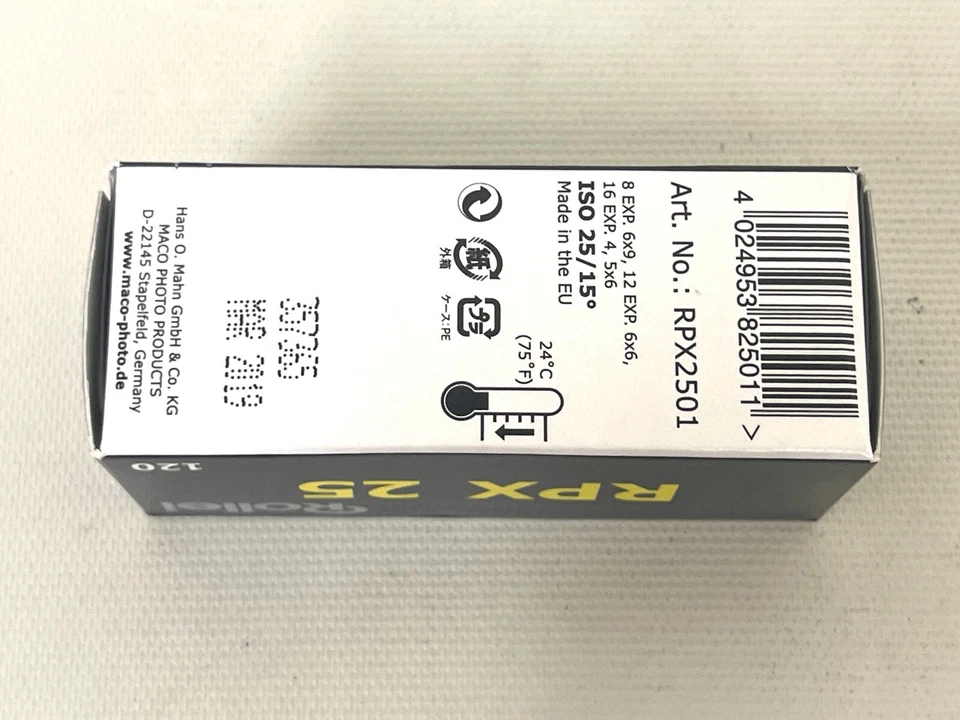 4 024953 825011 >
Art. No.: RPX2501
8 EXP. 6x9, 12 EXP. 6x6,
16 EXP. 4, 5x6
ISO 25/15°
Made in the EU
24°C
(75°F)
紙
外箱
プラ
ケース:PE
MAR 2019
Hans O. Mahn GmbH & Co. KG
MACO PHOTO PRODUCTS
D-22145 Stapelfeld, Germany
www.maco-photo.de
120
Rollei
RPX 25